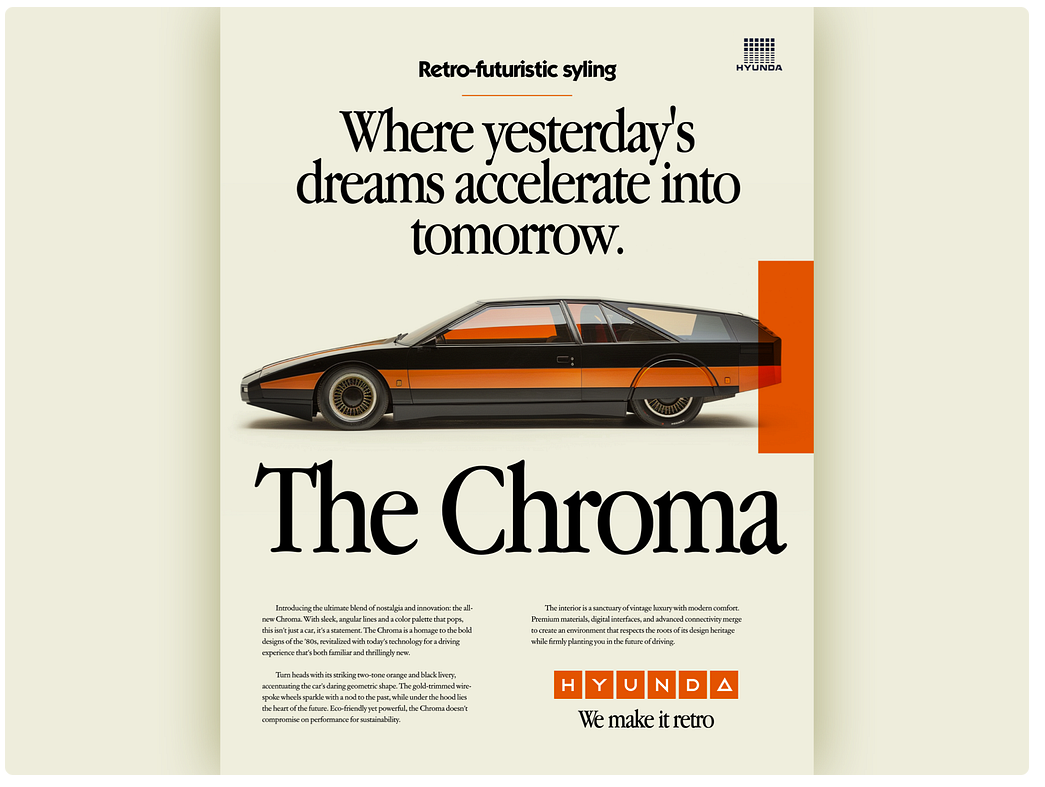 HYUNDA
Retro-futuristic syling
Where yesterday's
dreams accelerate into
tomorrow.
The Chroma
Introducing the ultimate blend of nostalgia and innovation: the all-
new Chroma. With sleek, angular lines and a color palette that pops,
this isn't just a car, it's a statement. The Chroma is a homage to the bold
designs of the '80s, revitalized with today's technology for a driving
experience that's both familiar and thrillingly new.
Turn heads with its striking two-tone orange and black livery,
accentuating the car's daring geometric shape. The gold-trimmed wire-
spoke wheels sparkle with a nod to the past, while under the hood lies
the heart of the future. Eco-friendly yet powerful, the Chroma doesn't
compromise on performance for sustainability.
The interior is a sanctuary of vintage luxury with modern comfort.
Premium materials, digital interfaces, and advanced connectivity merge
to create an environment that respects the roots of its design heritage
while firmly planting you in the future of driving.
HYUNDA
We make it retro